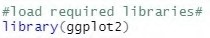 #load required libraries#
library(ggplot2)